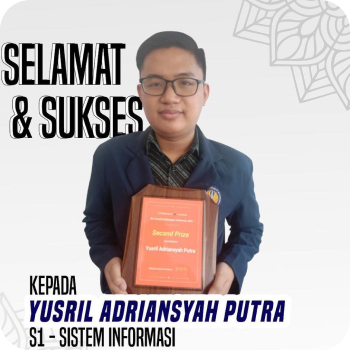 SELAMAT
& SUKSES
Second Prize
Yusril Adriansyah Putra
KEPADA
YUSRIL ADRIANSYAH PUTRA
S1 - SISTEM INFORMASI